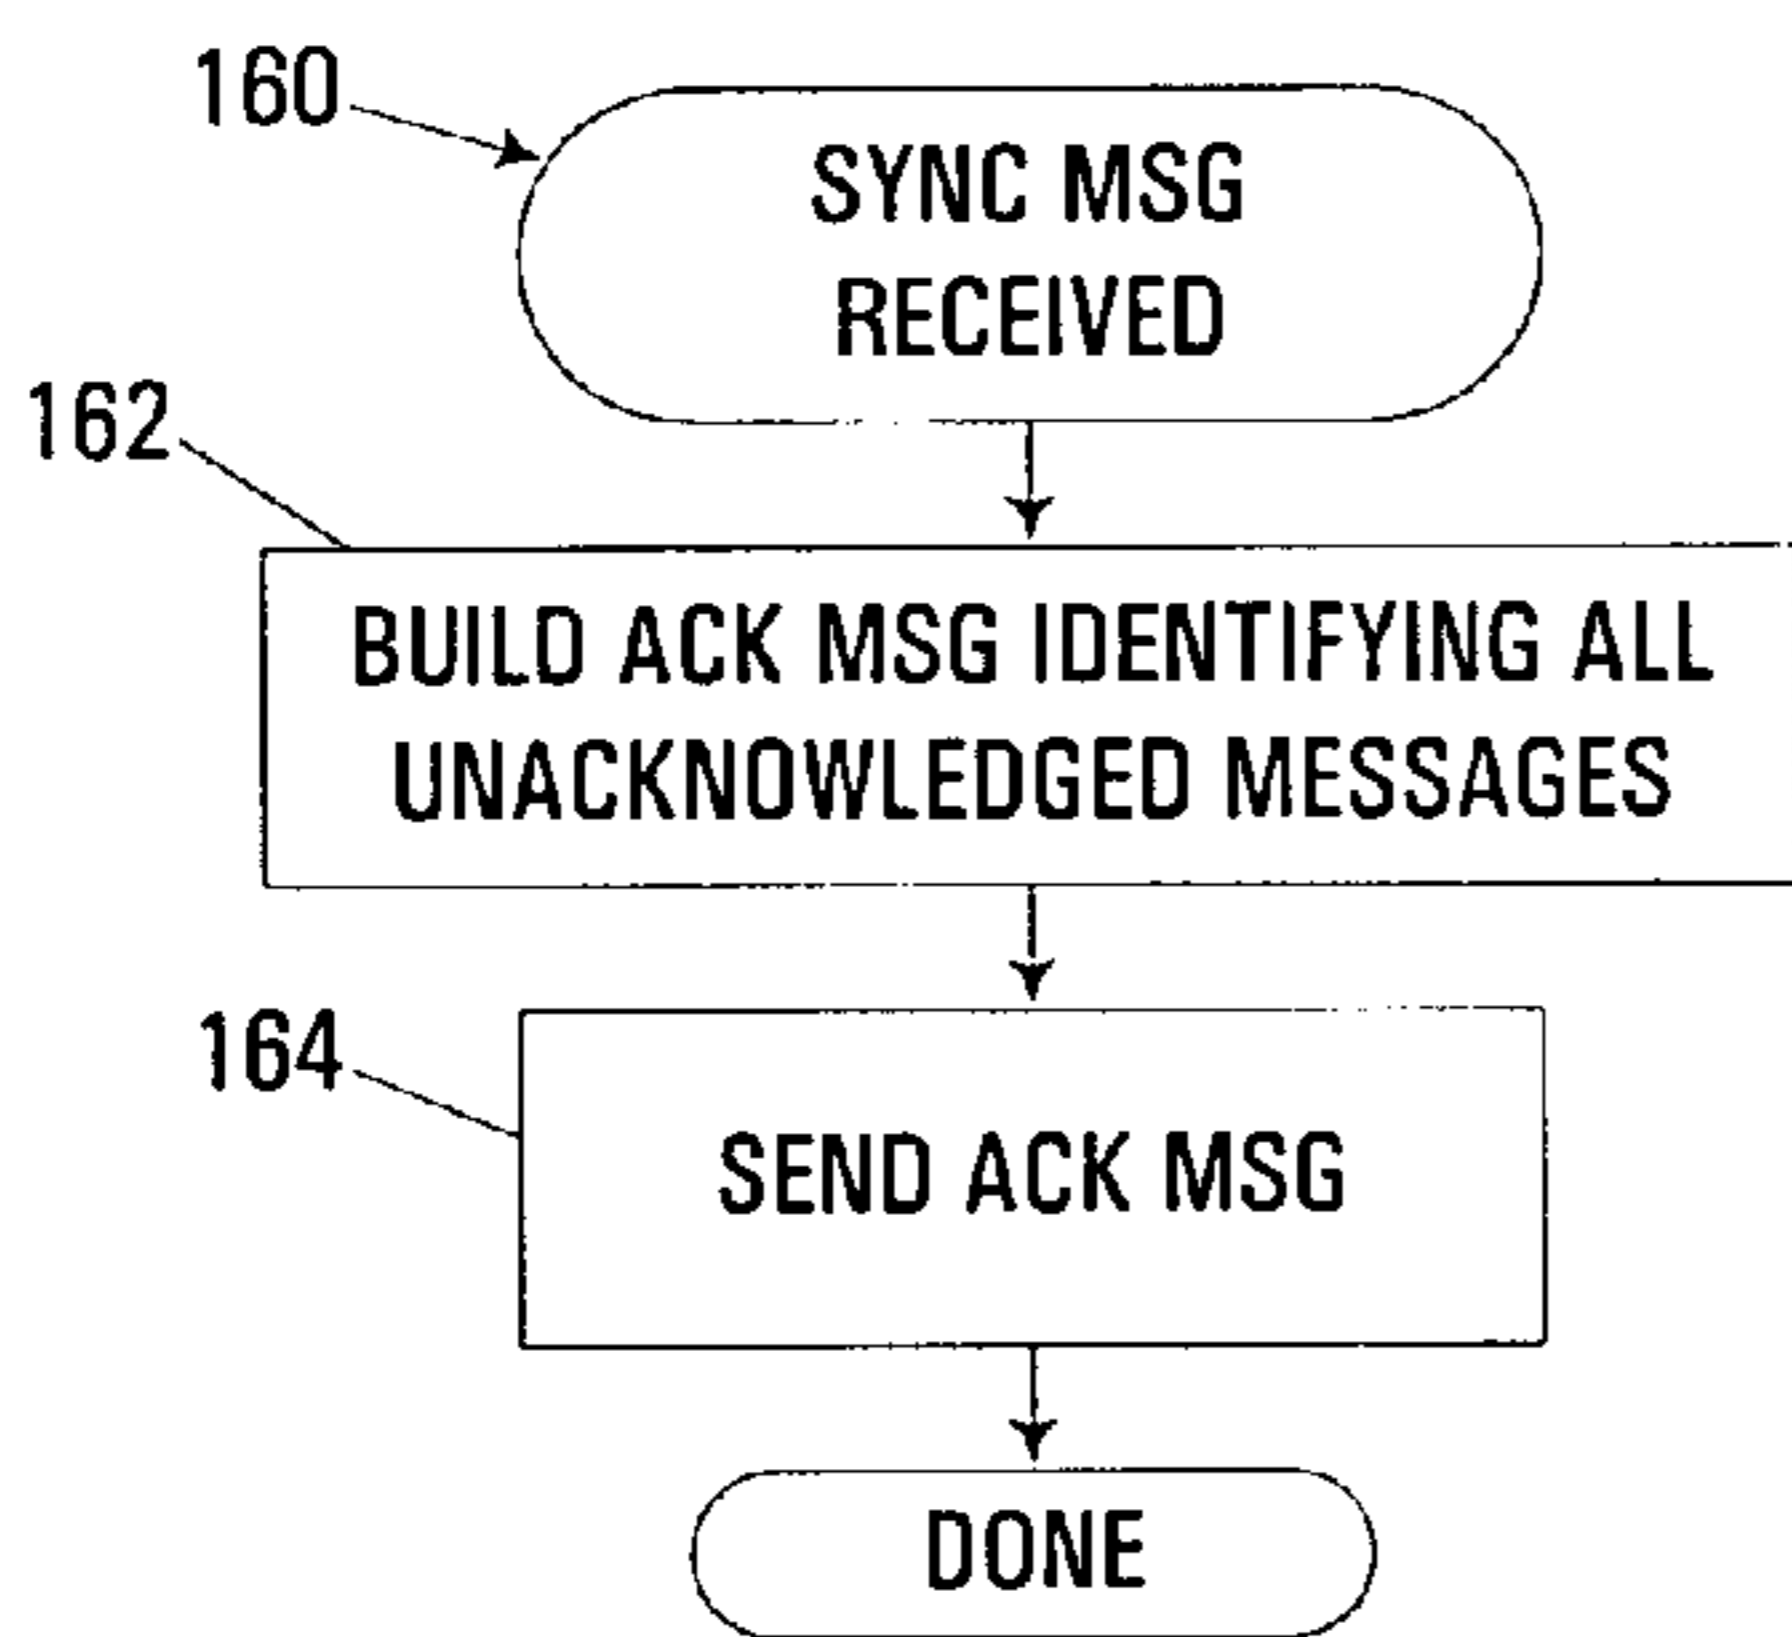 160
SYNC MSG
RECEIVED
162
BUILD ACK MSG IDENTIFYING ALL
UNACKNOWLEDGED MESSAGES
164
SEND ACK MSG
DONE